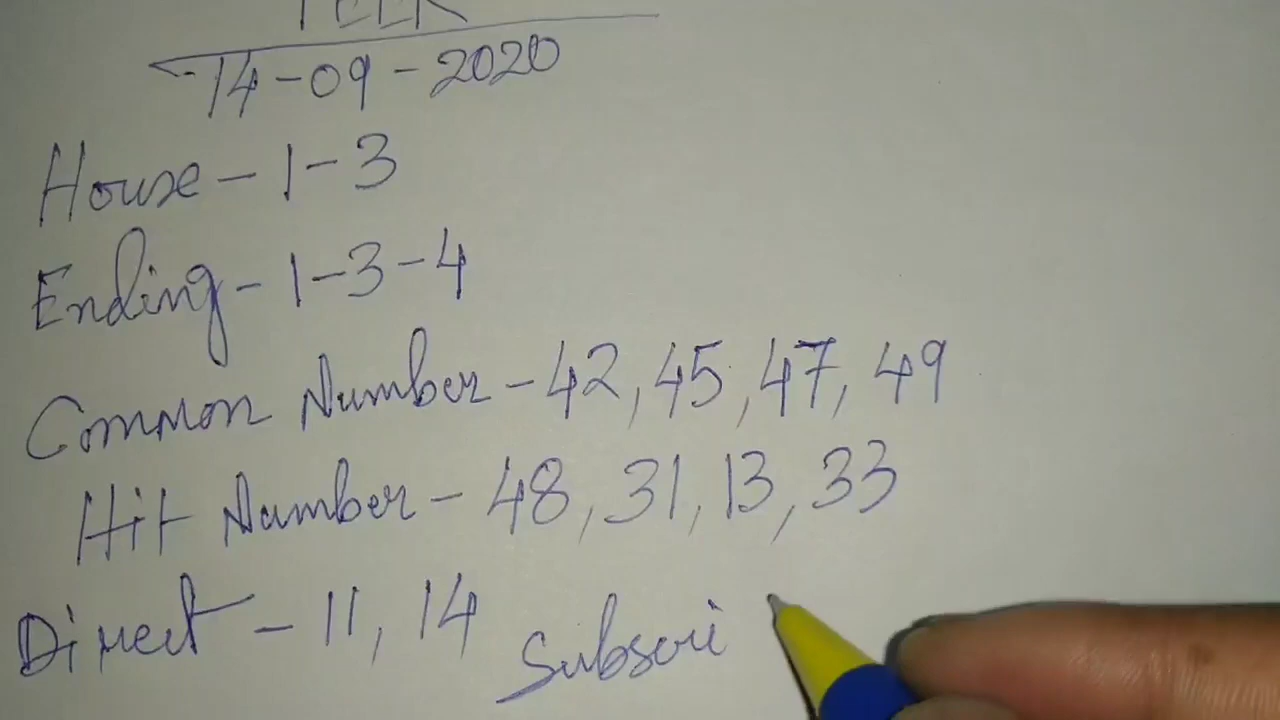 TEER
14-09-2020
House - 1-3
Ending - 1-3-4
Common Number - 42, 45, 47, 49
Hit Number - 48, 31, 13, 33
Direct - 11, 14
Subscri